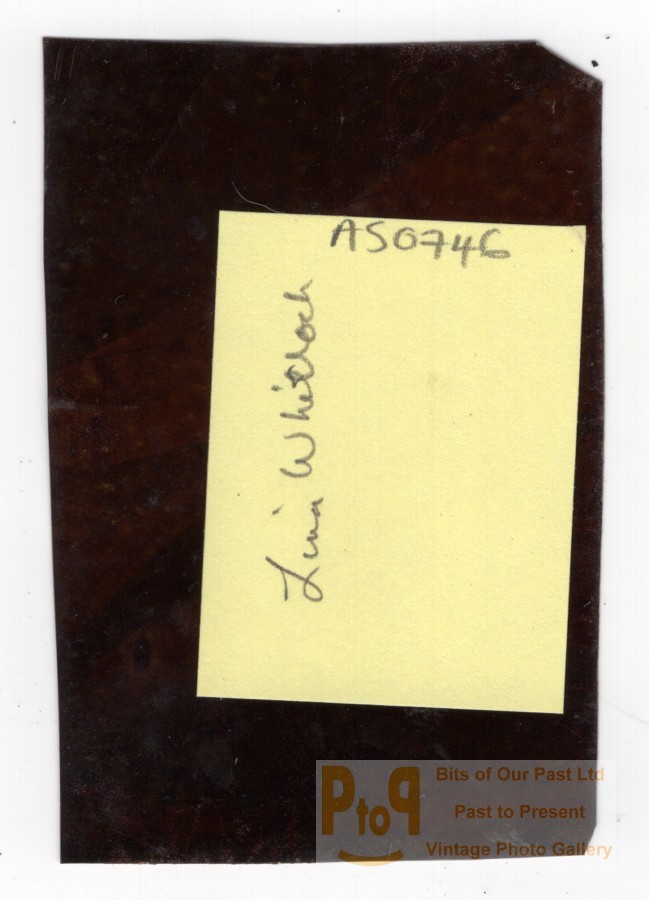 AS0746
Lina Whitlock
PtoP
Bits of Our Past Ltd
Past to Present
Vintage Photo Gallery